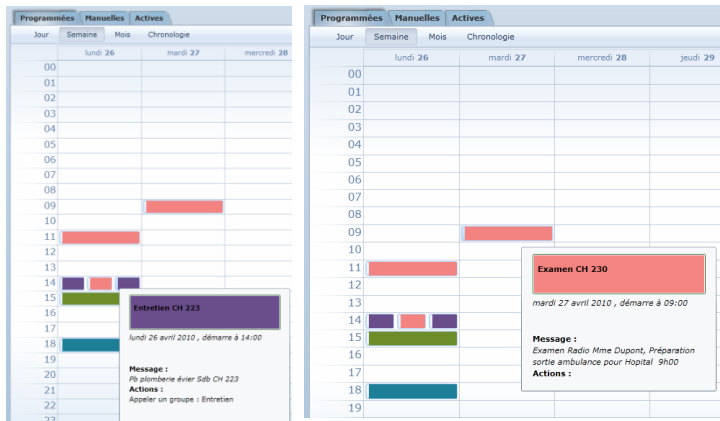 Programmées Manuelles Actives
Jour Semaine Mois Chronologie
lundi 26 mardi 27 mercredi 28
00
01
02
03
04
05
06
07
08
09
10
11
12
13
14
15
16
17
18
19
20
21
22
23
Entretien CH 223
lundi 26 avril 2010 , démarre à 14:00
Message :
Pb plomberie évier Sdb CH 223
Actions :
Appeler un groupe : Entretien
Programmées Manuelles Actives
Jour Semaine Mois Chronologie
lundi 26 mardi 27 mercredi 28 jeudi 29
00
01
02
03
04
05
06
07
08
09
10
11
12
13
14
15
16
17
18
19
Examen CH 230
mardi 27 avril 2010 , démarre à 09:00
Message :
Examen Radio Mme Dupont, Préparation
sortie ambulance pour Hopital 9h00
Actions :